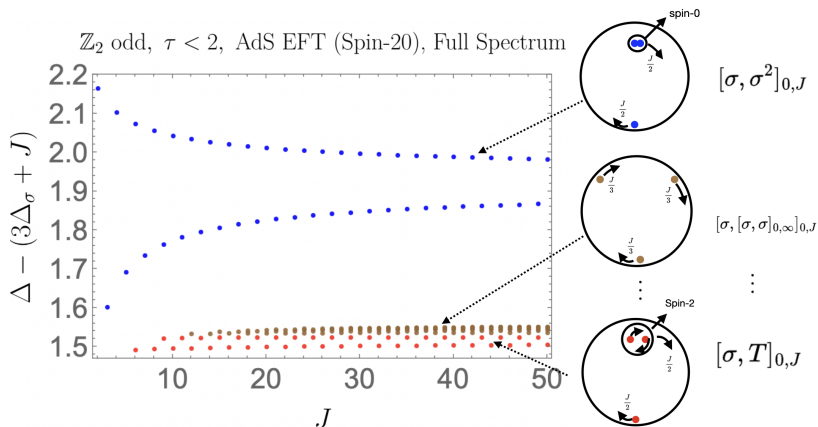 ℤ₂ odd, τ < 2, AdS EFT (Spin-20), Full Spectrum
Δ − (3Δ_σ + J)
2.2
2.1
2.0
1.9
1.8
1.7
1.6
1.5
10
20
30
40
50
J
spin-0
J/2
J/2
[σ, σ²]₀,J
J/3
J/3
J/3
[σ, [σ, σ]₀,∞]₀,J
Spin-2
J/2
J/2
[σ, T]₀,J